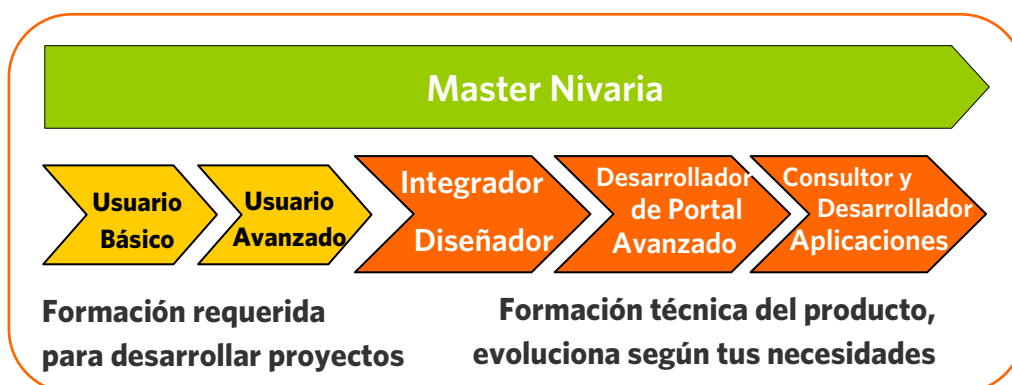 Master Nivaria
Usuario
Básico
Usuario
Avanzado
Integrador
Diseñador
Desarrollador
de Portal
Avanzado
Consultor y
Desarrollador
Aplicaciones
Formación requerida
para desarrollar proyectos
Formación técnica del producto,
evoluciona según tus necesidades